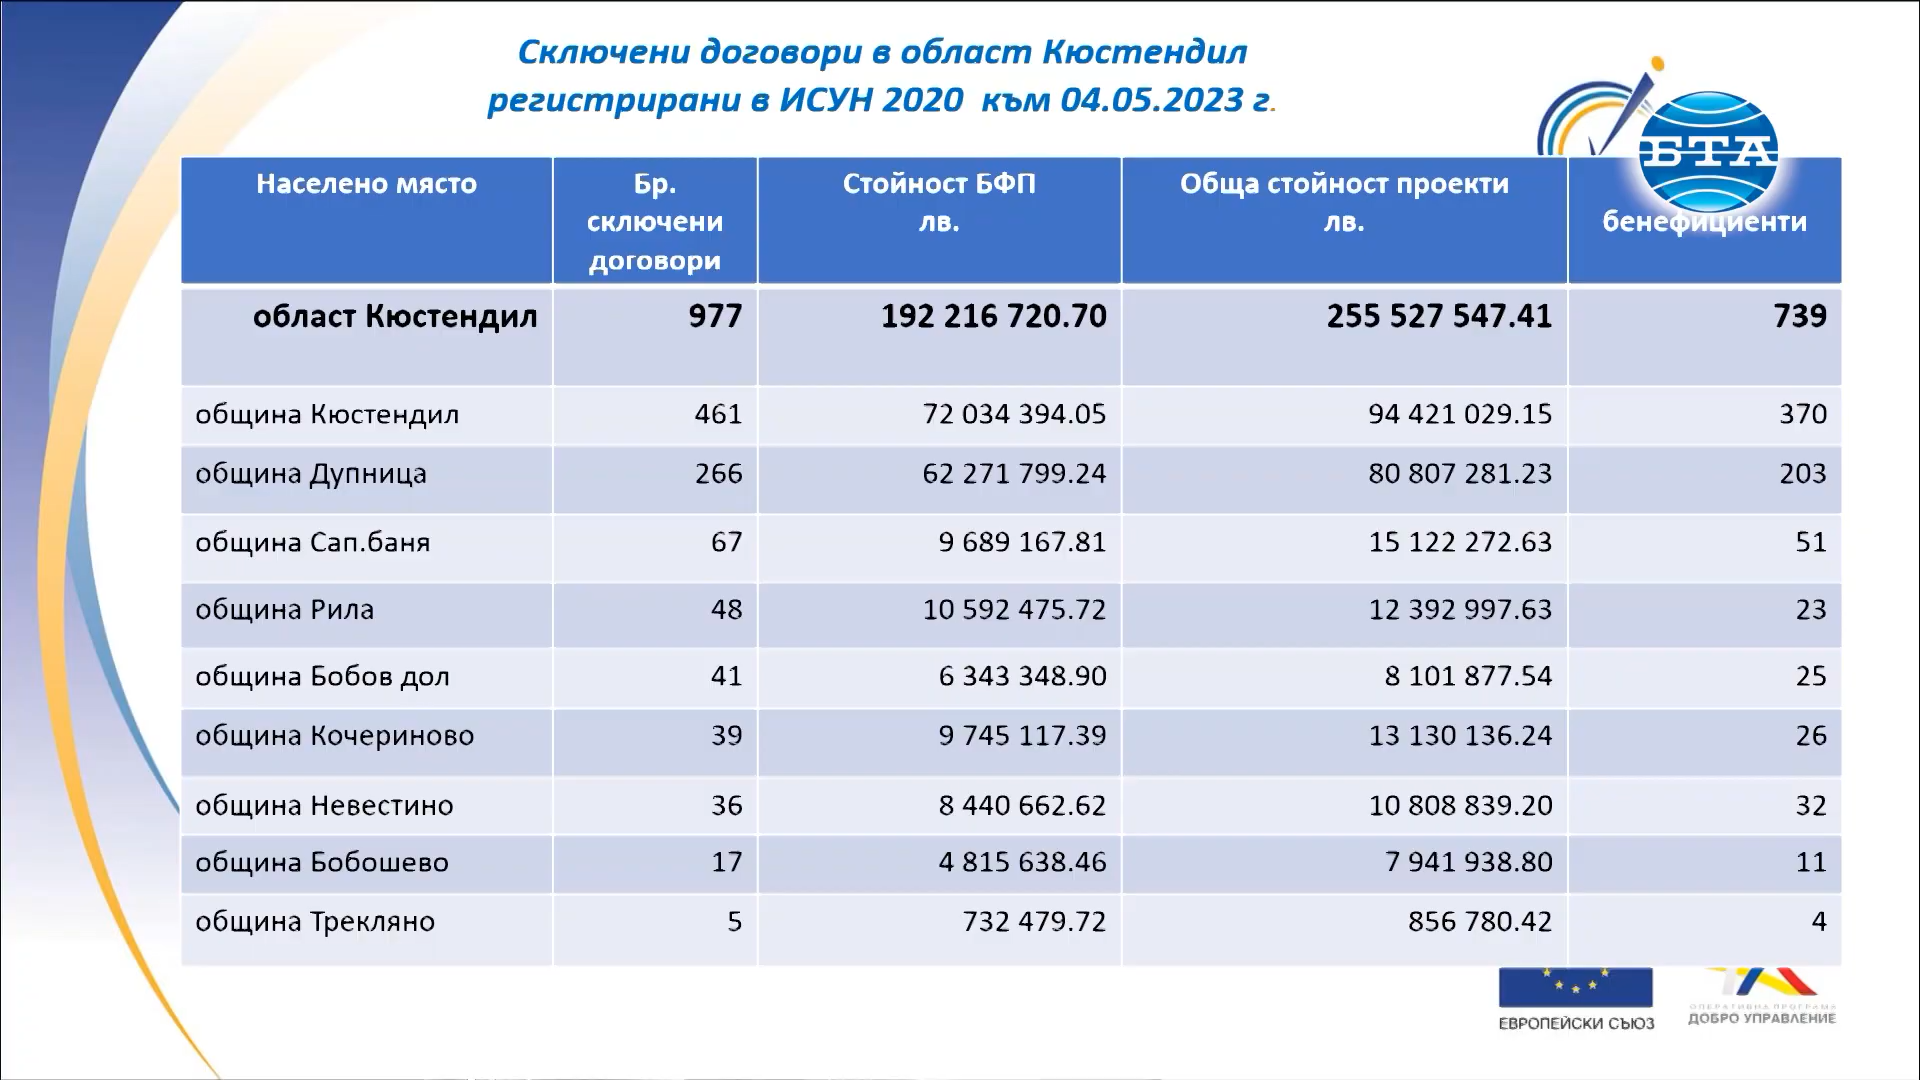 Сключени договори в област Кюстендил
регистрирани в ИСУН 2020 към 04.05.2023 г.
БТА
Населено място
Бр.
сключени
договори
Стойност БФП
лв.
Обща стойност проекти
лв.
бенефициенти
област Кюстендил 977 192 216 720.70 255 527 547.41 739
община Кюстендил 461 72 034 394.05 94 421 029.15 370
община Дупница 266 62 271 799.24 80 807 281.23 203
община Сап.баня 67 9 689 167.81 15 122 272.63 51
община Рила 48 10 592 475.72 12 392 997.63 23
община Бобов дол 41 6 343 348.90 8 101 877.54 25
община Кочериново 39 9 745 117.39 13 130 136.24 26
община Невестино 36 8 440 662.62 10 808 839.20 32
община Бобошево 17 4 815 638.46 7 941 938.80 11
община Трекляно 5 732 479.72 856 780.42 4
ЕВРОПЕЙСКИ СЪЮЗ
ОПЕРАТИВНА ПРОГРАМА
ДОБРО УПРАВЛЕНИЕ